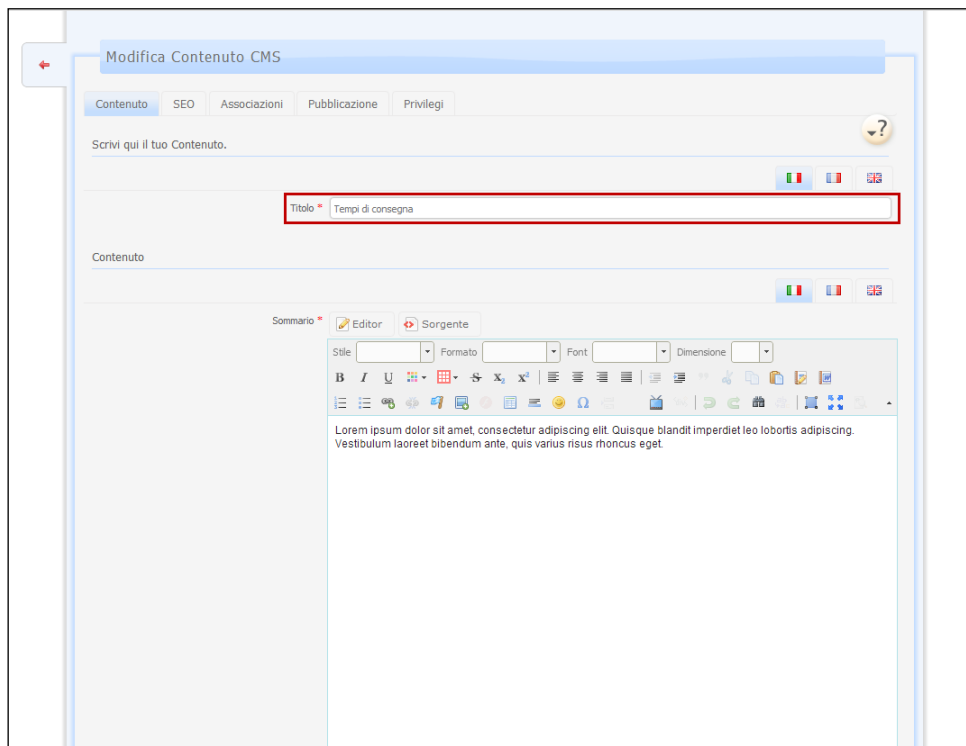 Modifica Contenuto CMS
Contenuto SEO Associazioni Pubblicazione Privilegi
Scrivi qui il tuo Contenuto.
Titolo * Tempi di consegna
Contenuto
Sommario * Editor Sorgente
Stile Formato Font Dimensione
Lorem ipsum dolor sit amet, consectetur adipiscing elit. Quisque blandit imperdiet leo lobortis adipiscing.
Vestibulum laoreet bibendum ante, quis varius risus rhoncus eget.